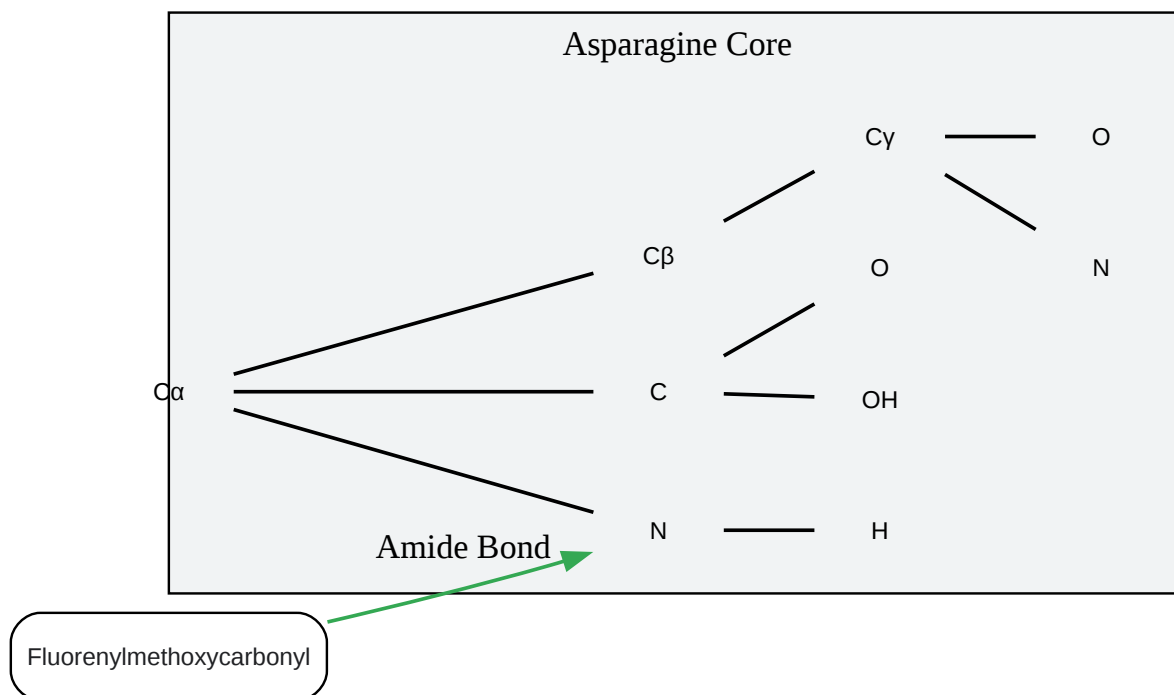 Asparagine Core
Cγ O
Cβ O N
Cα C OH
N H
Amide Bond
Fluorenylmethoxycarbonyl